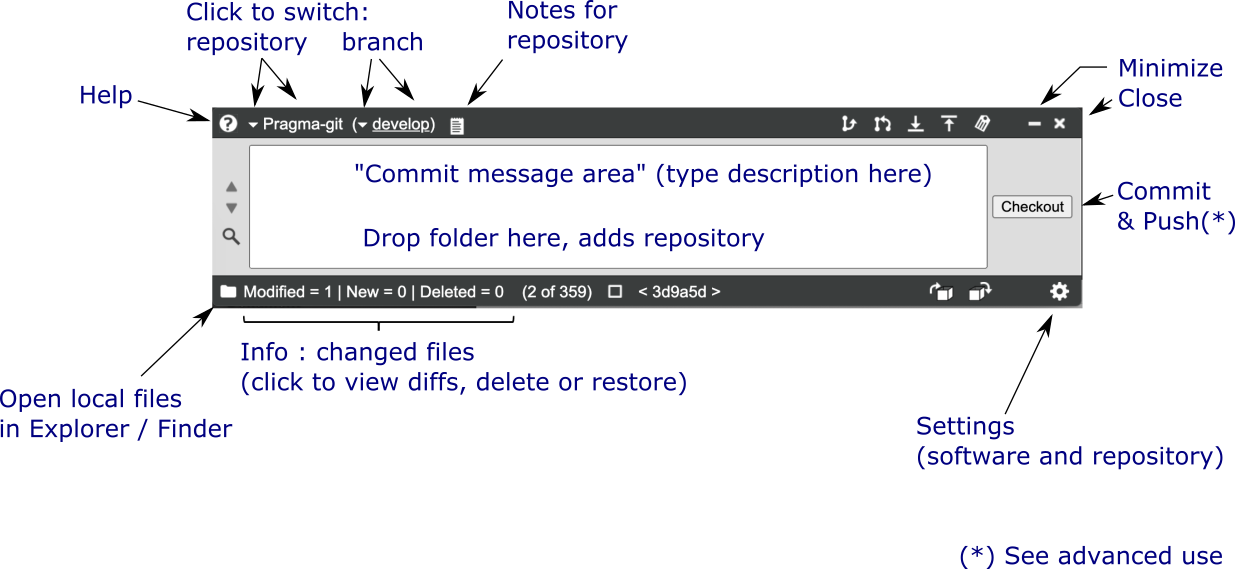 Click to switch:
repository branch
Notes for
repository
Help
Minimize
Close
Pragma-git (develop)
"Commit message area" (type description here)
Drop folder here, adds repository
Checkout
Commit
& Push(*)
Modified = 1 | New = 0 | Deleted = 0 (2 of 359) < 3d9a5d >
Info : changed files
(click to view diffs, delete or restore)
Open local files
in Explorer / Finder
Settings
(software and repository)
(*) See advanced use